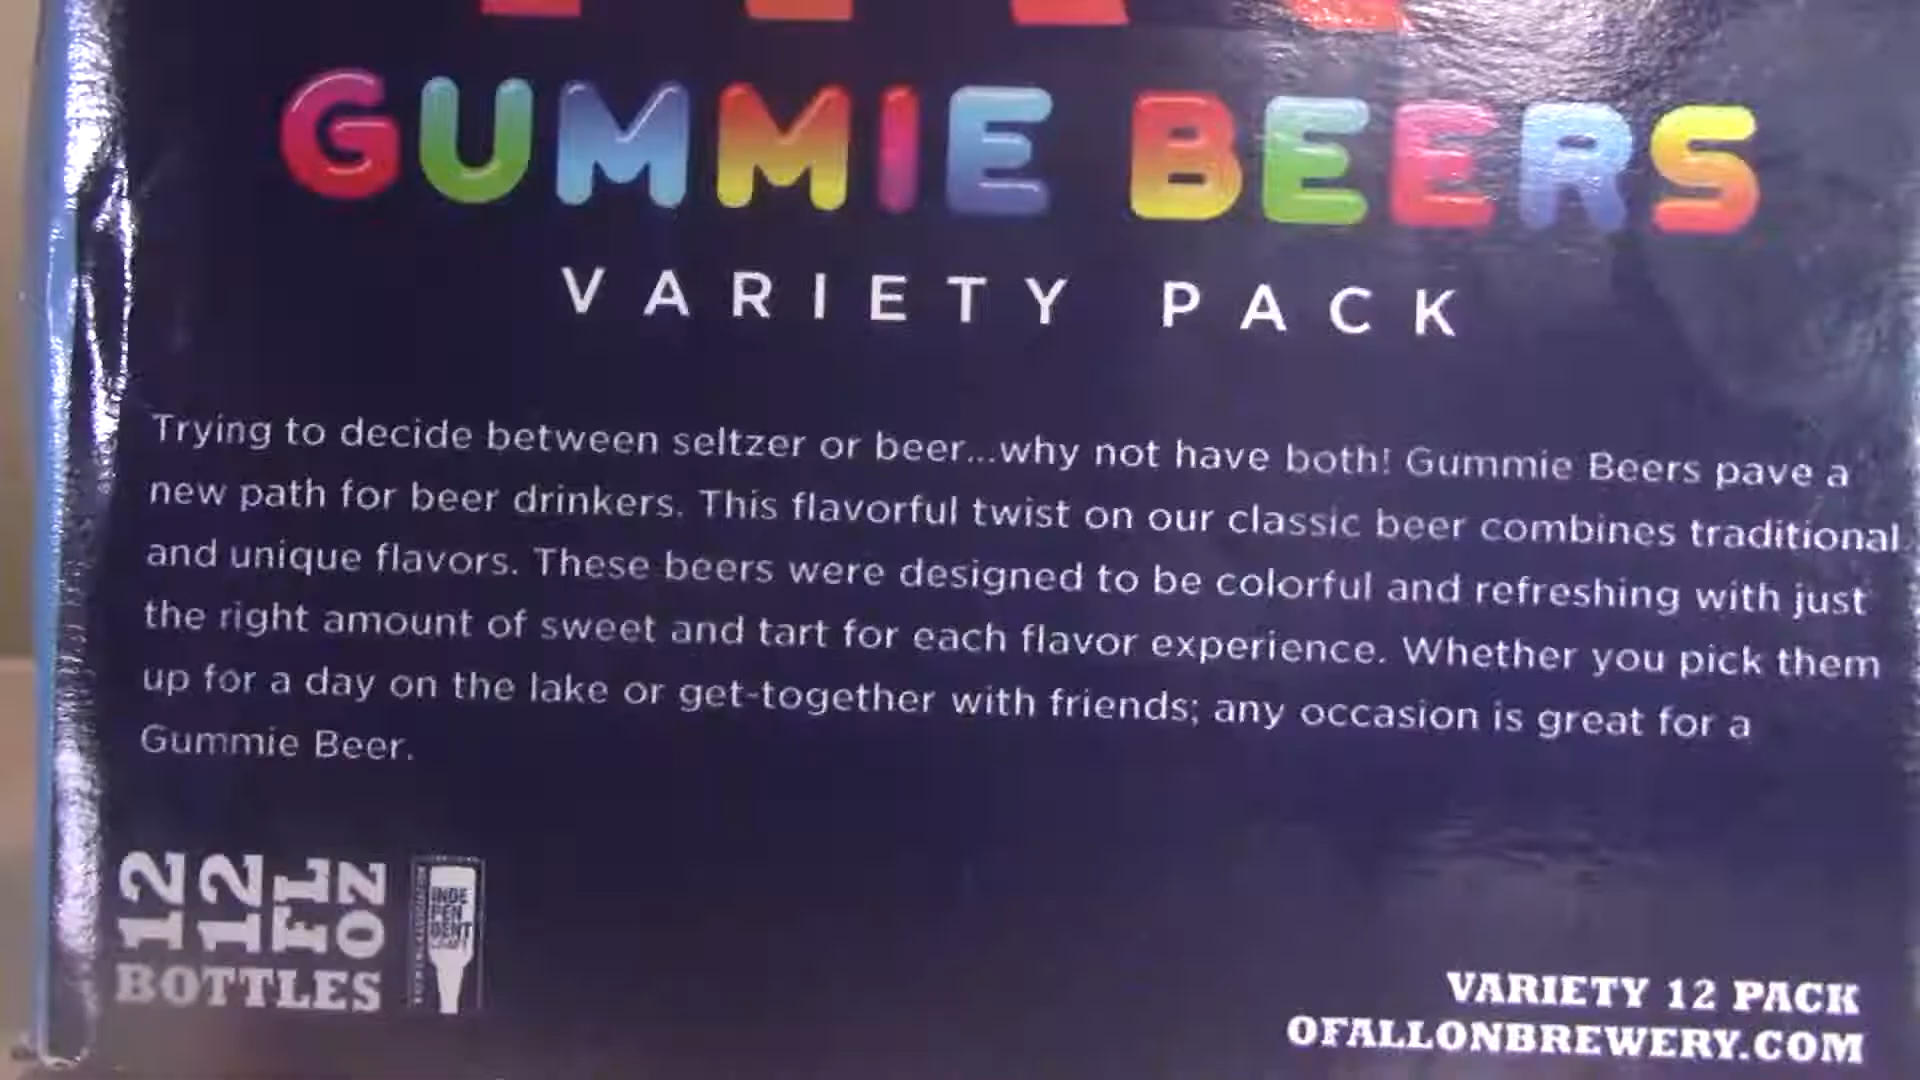 GUMMIE BEERS
VARIETY PACK
Trying to decide between seltzer or beer...why not have both! Gummie Beers pave a
new path for beer drinkers. This flavorful twist on our classic beer combines traditional
and unique flavors. These beers were designed to be colorful and refreshing with just
the right amount of sweet and tart for each flavor experience. Whether you pick them
up for a day on the lake or get-together with friends; any occasion is great for a
Gummie Beer.
12
12
FL
OZ
BOTTLES
INDE
PEN
DENT
CRAFT
VARIETY 12 PACK
OFALLONBREWERY.COM